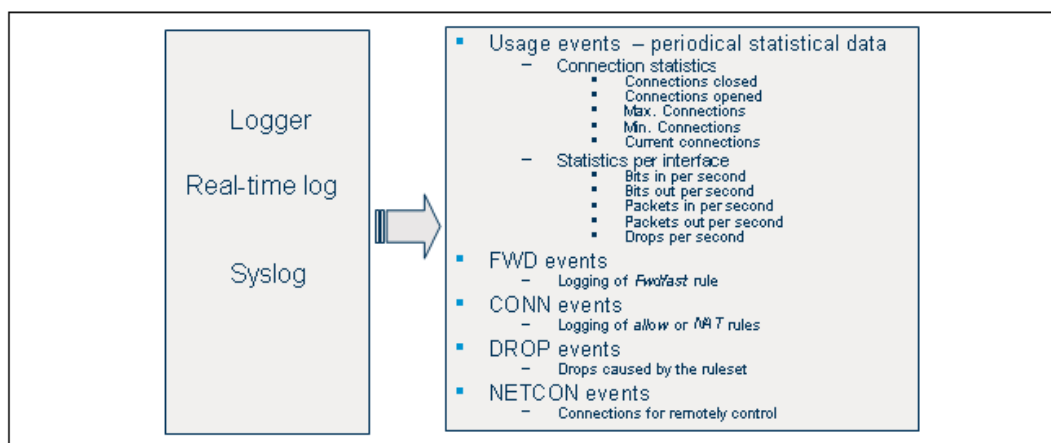 Logger
Real-time log
Syslog
Usage events – periodical statistical data
– Connection statistics
Connections closed
Connections opened
Max. Connections
Min. Connections
Current connections
– Statistics per interface
Bits in per second
Bits out per second
Packets in per second
Packets out per second
Drops per second
FWD events
– Logging of Fwdfast rule
CONN events
– Logging of allow or NAT rules
DROP events
– Drops caused by the ruleset
NETCON events
– Connections for remotely control